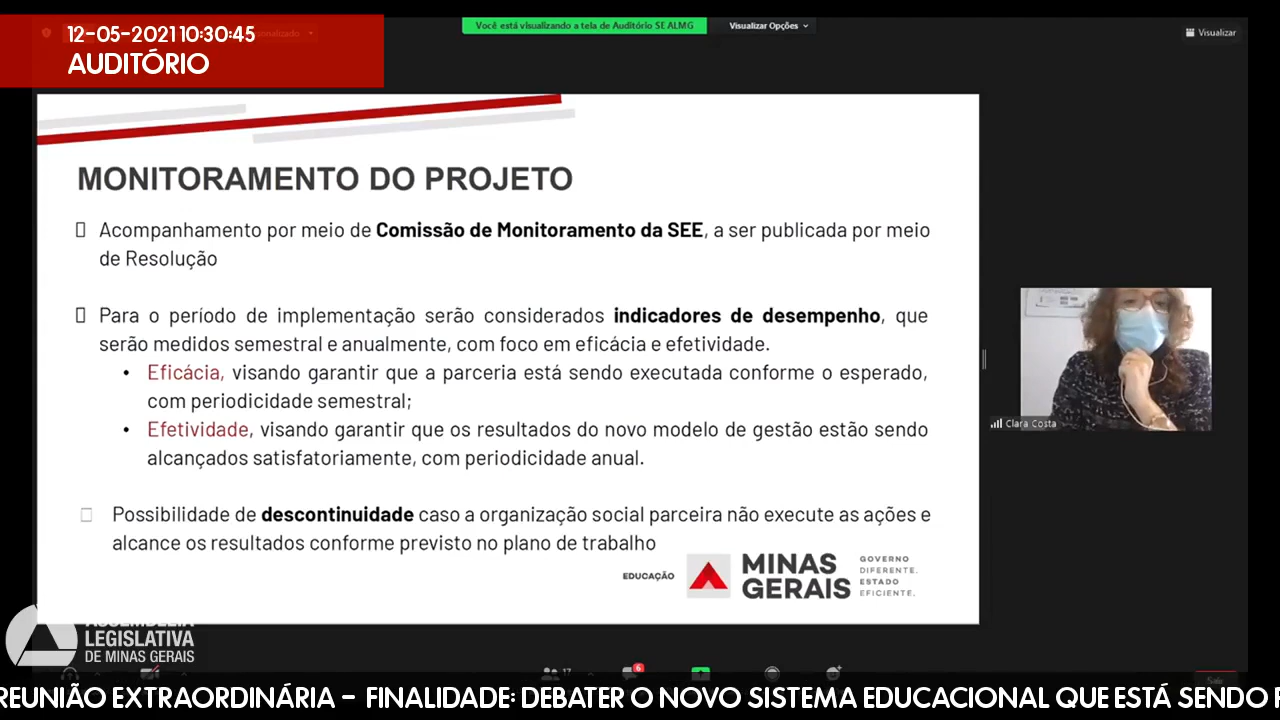 12-05-2021 10:30:45
AUDITÓRIO
Você está visualizando a tela de Auditório SE ALMG
Visualizar Opções
Visualizar
MONITORAMENTO DO PROJETO
Acompanhamento por meio de Comissão de Monitoramento da SEE, a ser publicada por meio
de Resolução
Para o período de implementação serão considerados indicadores de desempenho, que
serão medidos semestral e anualmente, com foco em eficácia e efetividade.
• Eficácia, visando garantir que a parceria está sendo executada conforme o esperado,
com periodicidade semestral;
• Efetividade, visando garantir que os resultados do novo modelo de gestão estão sendo
alcançados satisfatoriamente, com periodicidade anual.
Possibilidade de descontinuidade caso a organização social parceira não execute as ações e
alcance os resultados conforme previsto no plano de trabalho
EDUCAÇÃO
MINAS
GERAIS
GOVERNO
DIFERENTE.
ESTADO
EFICIENTE.
Clara Costa
ASSEMBLEIA
LEGISLATIVA
DE MINAS GERAIS
17
6
Sair
REUNIÃO EXTRAORDINÁRIA - FINALIDADE: DEBATER O NOVO SISTEMA EDUCACIONAL QUE ESTÁ SENDO